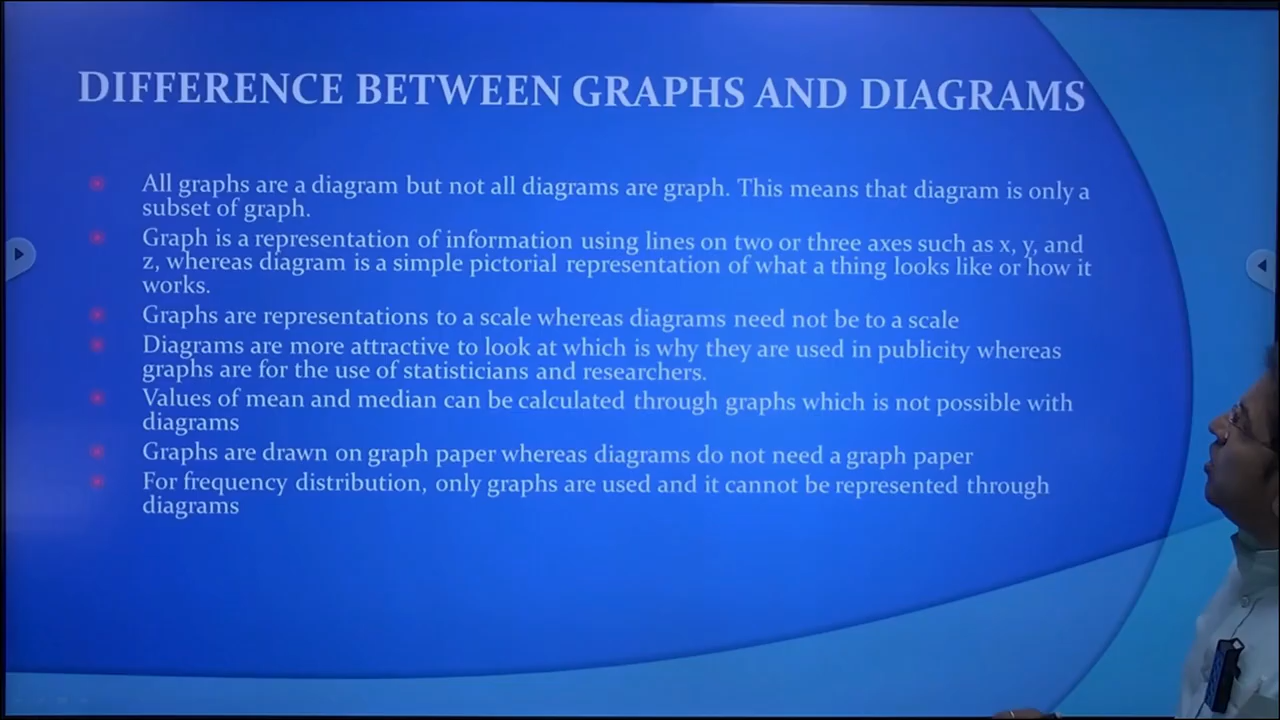 DIFFERENCE BETWEEN GRAPHS AND DIAGRAMS
All graphs are a diagram but not all diagrams are graph. This means that diagram is only a
subset of graph.
Graph is a representation of information using lines on two or three axes such as x, y, and
z, whereas diagram is a simple pictorial representation of what a thing looks like or how it
works.
Graphs are representations to a scale whereas diagrams need not be to a scale
Diagrams are more attractive to look at which is why they are used in publicity whereas
graphs are for the use of statisticians and researchers.
Values of mean and median can be calculated through graphs which is not possible with
diagrams
Graphs are drawn on graph paper whereas diagrams do not need a graph paper
For frequency distribution, only graphs are used and it cannot be represented through
diagrams